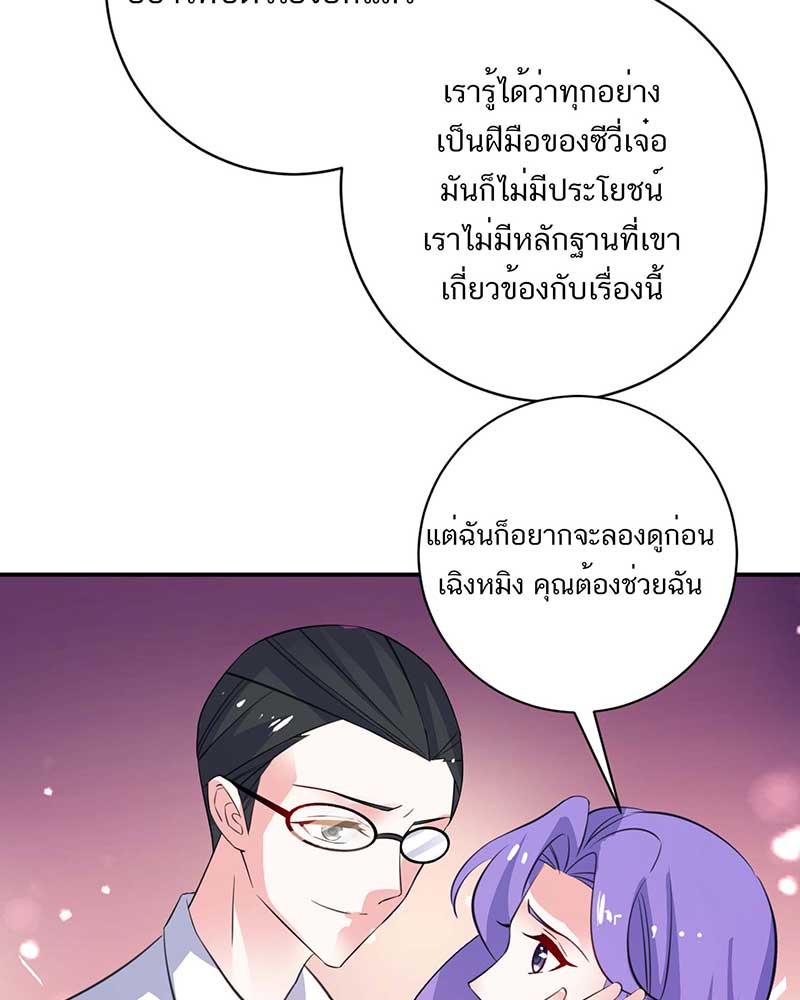 เรารู้ได้ว่าทุกอย่าง
เป็นฝีมือของซีวี่เจ๋อ
มันก็ไม่มีประโยชน์
เราไม่มีหลักฐานที่เขา
เกี่ยวข้องกับเรื่องนี้
แต่ฉันก็อยากจะลองดูก่อน
เฉิงหมิง คุณต้องช่วยฉัน